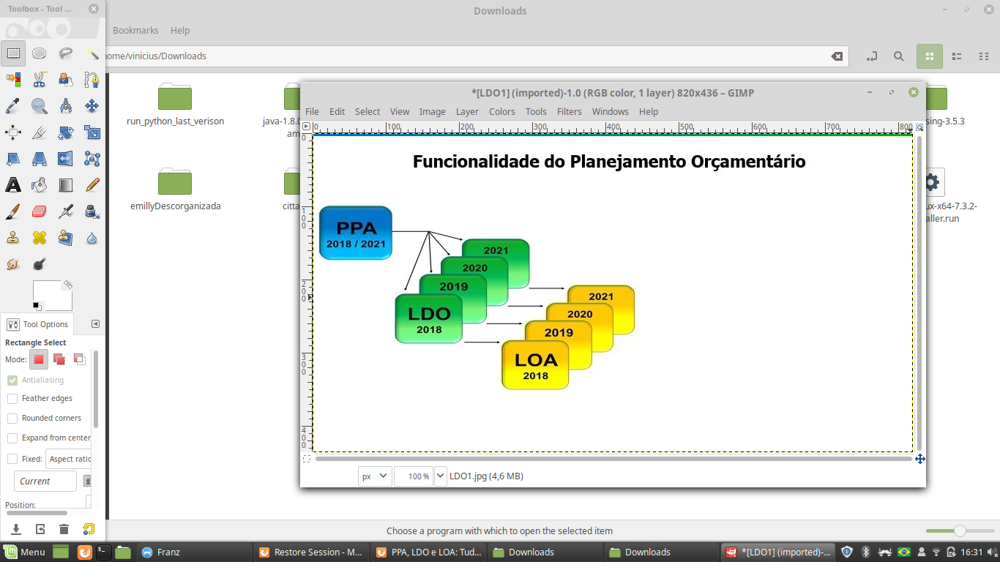 Toolbox - Tool ...
Downloads
Bookmarks Help
home/vinicius/Downloads
run_python_last_verison
java-1.8.0
am
sing-3.5.3
emillyDescorganizada
citta
ux-x64-7.3.2-
aller.run
*[LDO1] (imported)-1.0 (RGB color, 1 layer) 820x436 – GIMP
File Edit Select View Image Layer Colors Tools Filters Windows Help
0 100 200 300 400 500 600 700 800
0
100
200
300
400
Funcionalidade do Planejamento Orçamentário
PPA
2018 / 2021
2021
2020
2019
LDO
2018
2021
2020
2019
LOA
2018
px 100 % LDO1.jpg (4,6 MB)
Tool Options
Rectangle Select
Mode:
Antialiasing
Feather edges
Rounded corners
Expand from center
Fixed: Aspect ratio
Current
Position:
Choose a program with which to open the selected item
Menu Franz Restore Session - M... PPA, LDO e LOA: Tud... Downloads Downloads *[LDO1] (imported)-... 16:31